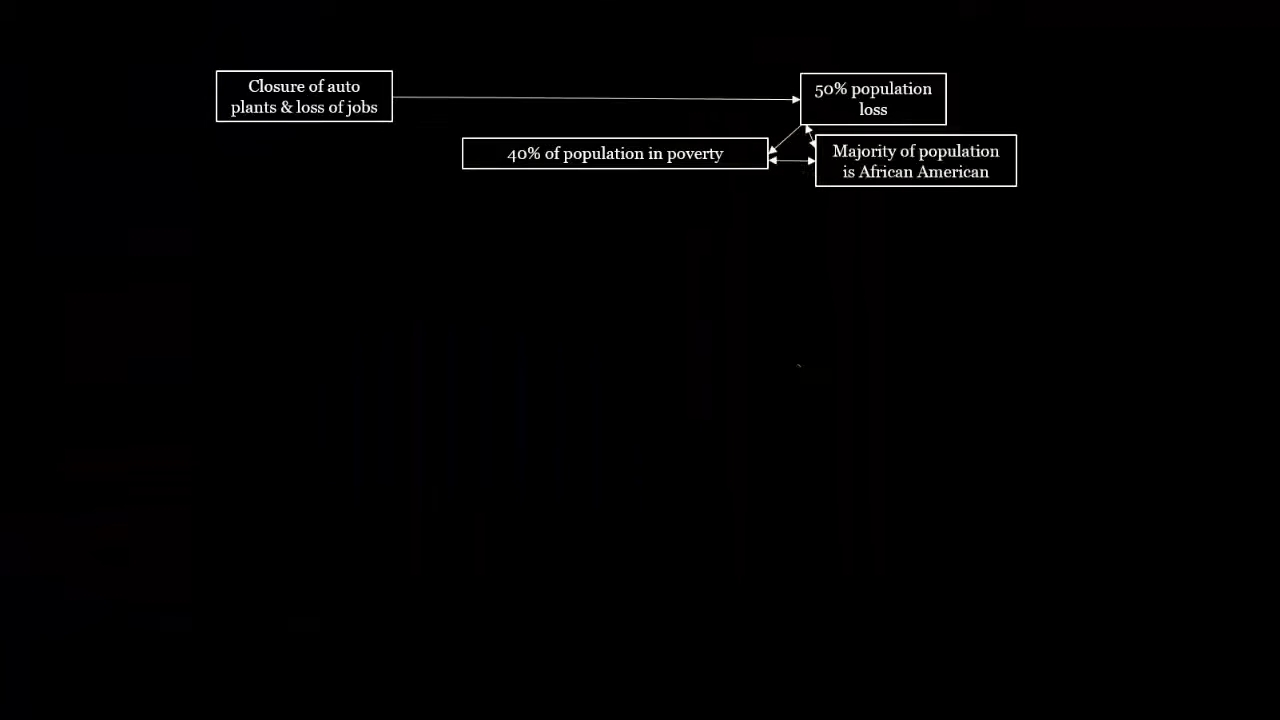 Closure of auto
plants & loss of jobs
50% population
loss
40% of population in poverty
Majority of population
is African American